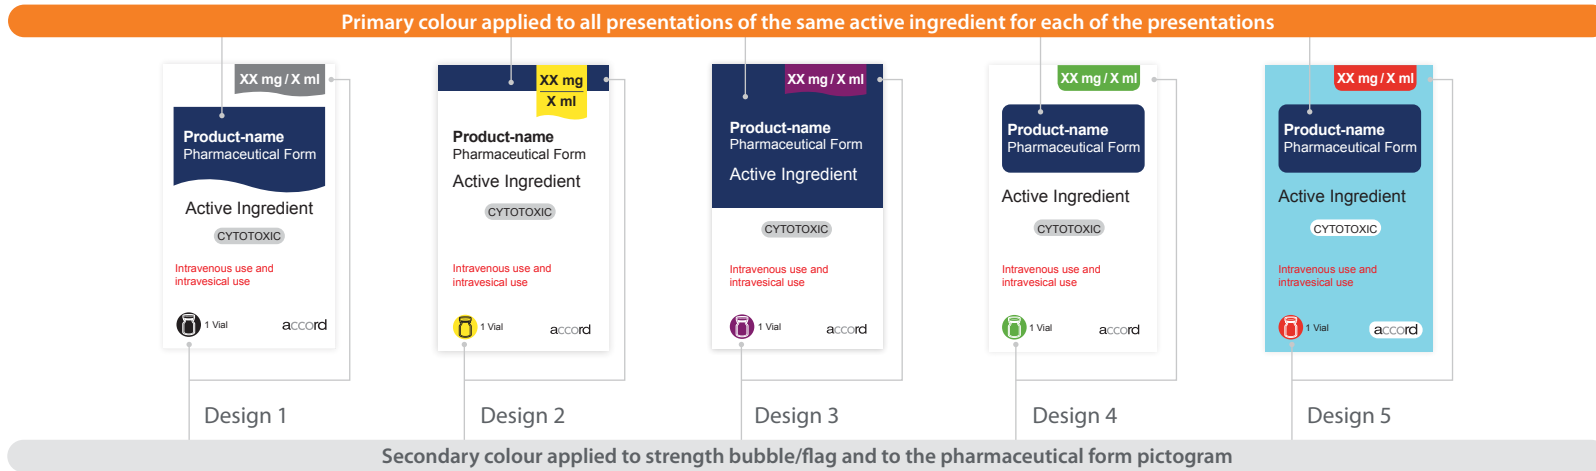 Primary colour applied to all presentations of the same active ingredient for each of the presentations
XX mg / X ml
Product-name
Pharmaceutical Form
Active Ingredient
CYTOTOXIC
Intravenous use and
intravesical use
1 Vial
accord
Design 1
XX mg
X ml
Product-name
Pharmaceutical Form
Active Ingredient
CYTOTOXIC
Intravenous use and
intravesical use
1 Vial
accord
Design 2
XX mg / X ml
Product-name
Pharmaceutical Form
Active Ingredient
CYTOTOXIC
Intravenous use and
intravesical use
1 Vial
accord
Design 3
XX mg / X ml
Product-name
Pharmaceutical Form
Active Ingredient
CYTOTOXIC
Intravenous use and
intravesical use
1 Vial
accord
Design 4
XX mg / X ml
Product-name
Pharmaceutical Form
Active Ingredient
CYTOTOXIC
Intravenous use and
intravesical use
1 Vial
accord
Design 5
Secondary colour applied to strength bubble/flag and to the pharmaceutical form pictogram